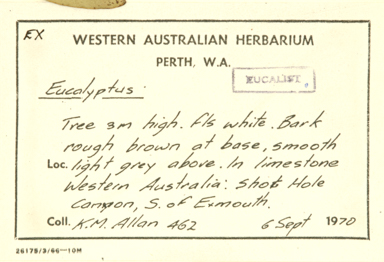 EX
WESTERN AUSTRALIAN HERBARIUM
PERTH, W.A.
EUCALIST
Eucalyptus.
Tree 3m high. Fls white. Bark
rough brown at base, smooth
Loc. light grey above. In limestone
Western Australia: Shot Hole
Canyon, S. of Exmouth.
Coll. K.M. Allan 462 6 Sept 1970
26179/3/66—10M